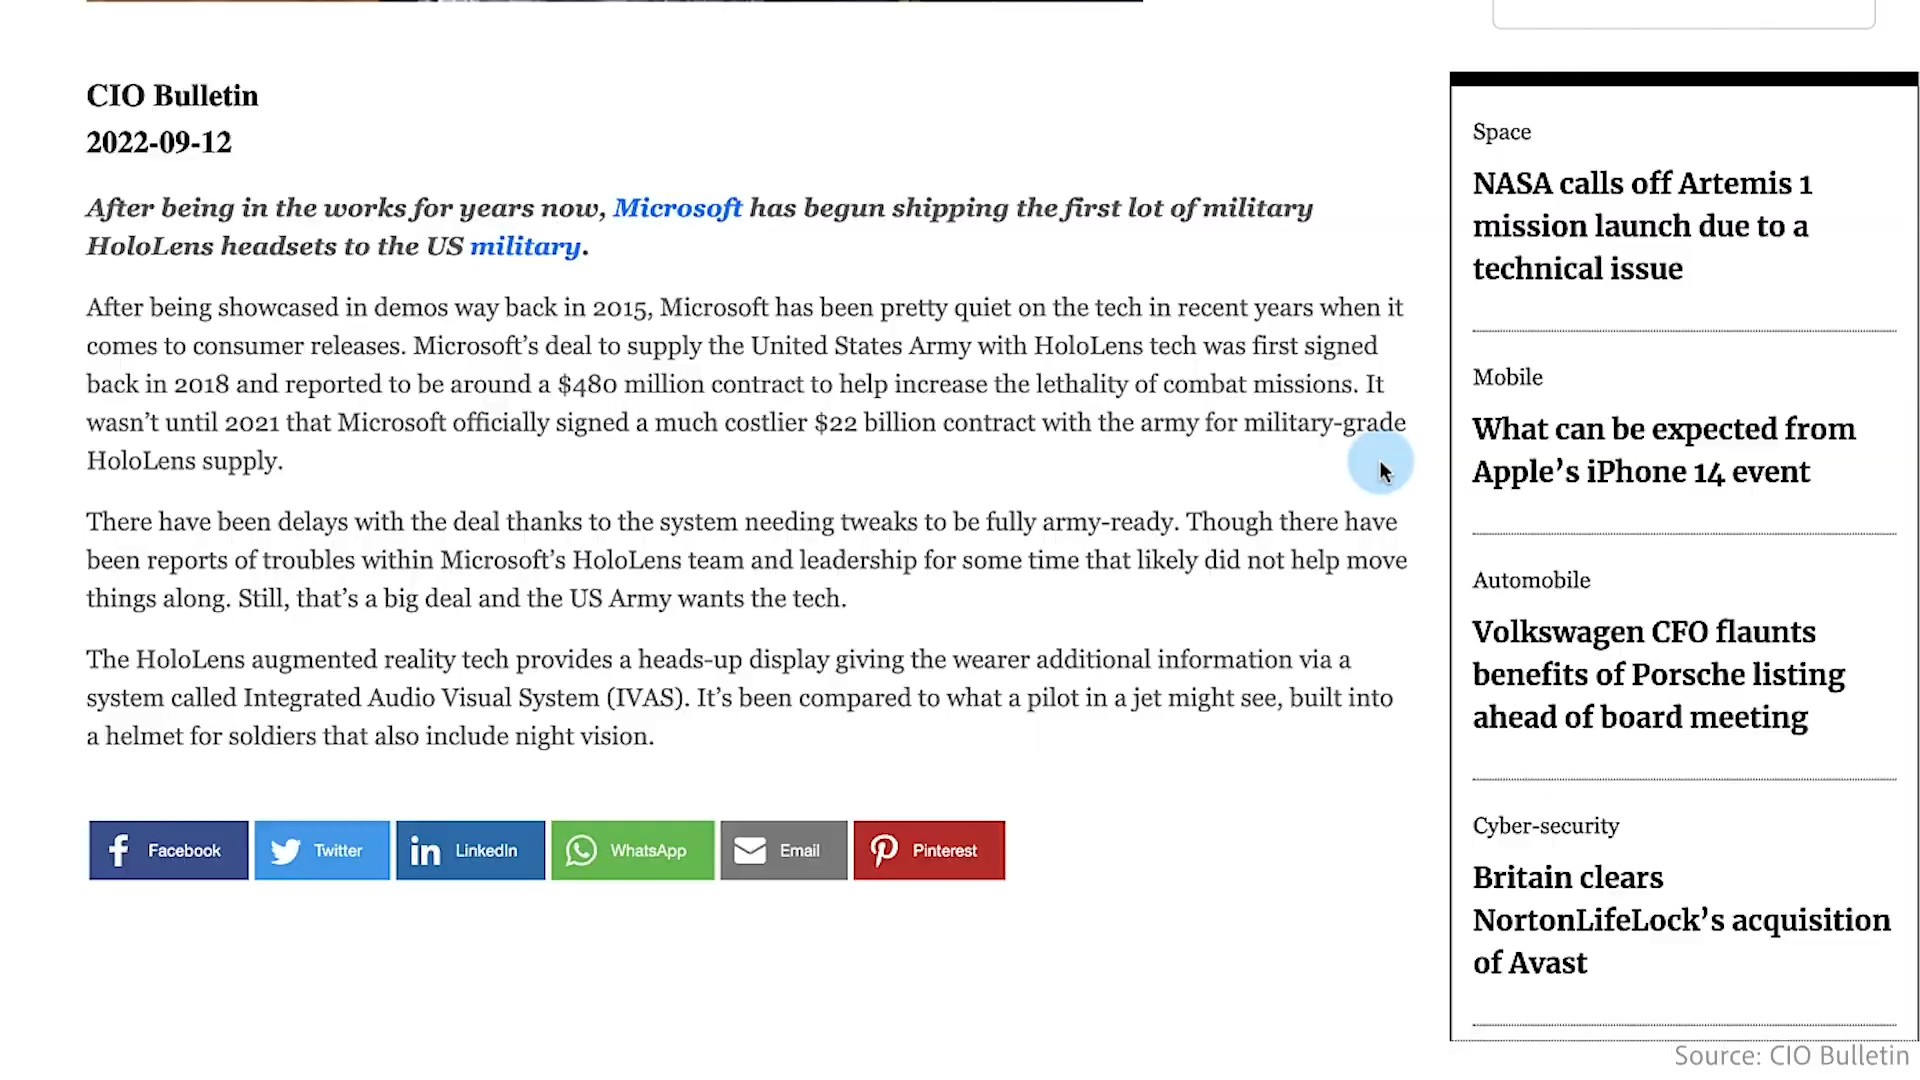 CIO Bulletin
2022-09-12
After being in the works for years now, Microsoft has begun shipping the first lot of military
HoloLens headsets to the US military.
After being showcased in demos way back in 2015, Microsoft has been pretty quiet on the tech in recent years when it
comes to consumer releases. Microsoft’s deal to supply the United States Army with HoloLens tech was first signed
back in 2018 and reported to be around a $480 million contract to help increase the lethality of combat missions. It
wasn’t until 2021 that Microsoft officially signed a much costlier $22 billion contract with the army for military-grade
HoloLens supply.
There have been delays with the deal thanks to the system needing tweaks to be fully army-ready. Though there have
been reports of troubles within Microsoft’s HoloLens team and leadership for some time that likely did not help move
things along. Still, that’s a big deal and the US Army wants the tech.
The HoloLens augmented reality tech provides a heads-up display giving the wearer additional information via a
system called Integrated Audio Visual System (IVAS). It’s been compared to what a pilot in a jet might see, built into
a helmet for soldiers that also include night vision.
Facebook
Twitter
LinkedIn
WhatsApp
Email
Pinterest
Space
NASA calls off Artemis 1
mission launch due to a
technical issue
Mobile
What can be expected from
Apple’s iPhone 14 event
Automobile
Volkswagen CFO flaunts
benefits of Porsche listing
ahead of board meeting
Cyber-security
Britain clears
NortonLifeLock’s acquisition
of Avast
Source: CIO Bulletin